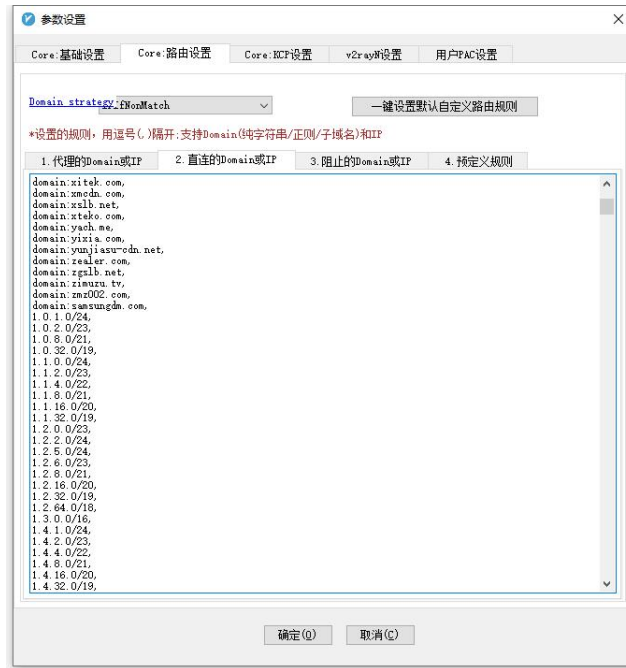 参数设置
Core:基础设置 Core:路由设置 Core:KCP设置 v2rayN设置 用户PAC设置
Domain strategy fNonMatch 一键设置默认自定义路由规则
*设置的规则，用逗号(,)隔开;支持Domain(纯字符串/正则/子域名)和IP
1.代理的Domain或IP 2.直连的Domain或IP 3.阻止的Domain或IP 4.预定义规则
domain:xitek.com,
domain:xmcdn.com,
domain:xslb.net,
domain:xteko.com,
domain:yach.me,
domain:yixia.com,
domain:yunjiasu-cdn.net,
domain:zealer.com,
domain:zgslb.net,
domain:zimuzu.tv,
domain:zmz002.com,
domain:samsungdm.com,
1.0.1.0/24,
1.0.2.0/23,
1.0.8.0/21,
1.0.32.0/19,
1.1.0.0/24,
1.1.2.0/23,
1.1.4.0/22,
1.1.8.0/21,
1.1.16.0/20,
1.1.32.0/19,
1.2.0.0/23,
1.2.2.0/24,
1.2.5.0/24,
1.2.6.0/23,
1.2.8.0/21,
1.2.16.0/20,
1.2.32.0/19,
1.2.64.0/18,
1.3.0.0/16,
1.4.1.0/24,
1.4.2.0/23,
1.4.4.0/22,
1.4.8.0/21,
1.4.16.0/20,
1.4.32.0/19,
确定(O) 取消(C)